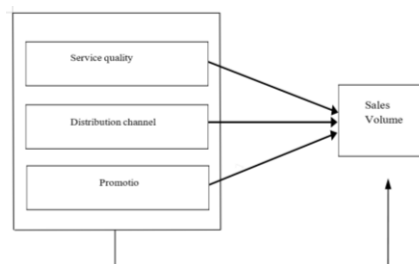 Service quality
Distribution channel
Promotio
Sales
Volume